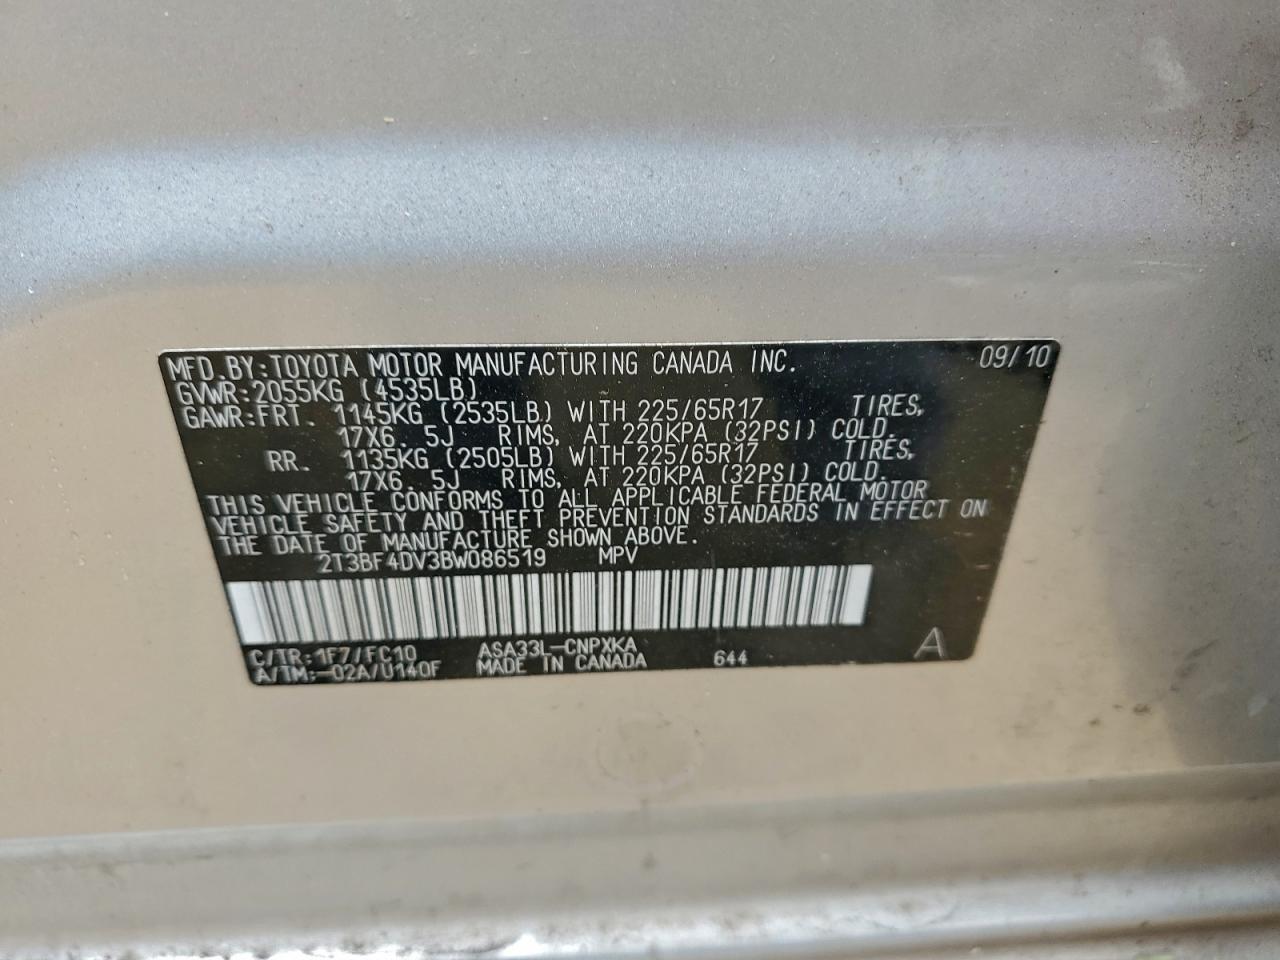 MFD. BY: TOYOTA MOTOR MANUFACTURING CANADA INC. 09/10
GVWR: 2055KG (4535LB)
GAWR: FRT. 1145KG (2535LB) WITH 225/65R17 TIRES,
17X6. 5J RIMS, AT 220KPA (32PSI) COLD.
RR. 1135KG (2505LB) WITH 225/65R17 TIRES,
17X6. 5J RIMS, AT 220KPA (32PSI) COLD.
THIS VEHICLE CONFORMS TO ALL APPLICABLE FEDERAL MOTOR
VEHICLE SAFETY AND THEFT PREVENTION STANDARDS IN EFFECT ON
THE DATE OF MANUFACTURE SHOWN ABOVE.
2T3BF4DV3BW086519 MPV
C/TR: 1F7/FC10 ASA33L-CNPXKA
A/TM: -02A/U140F MADE IN CANADA 644 A